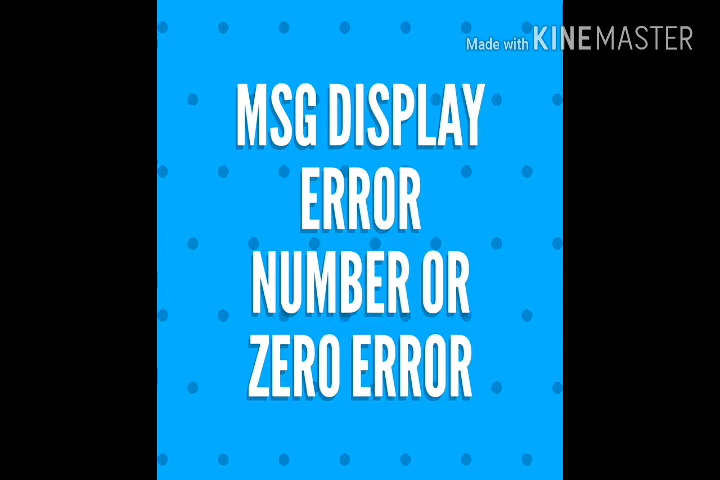 Made with KINEMASTER
MSG DISPLAY
ERROR
NUMBER OR
ZERO ERROR